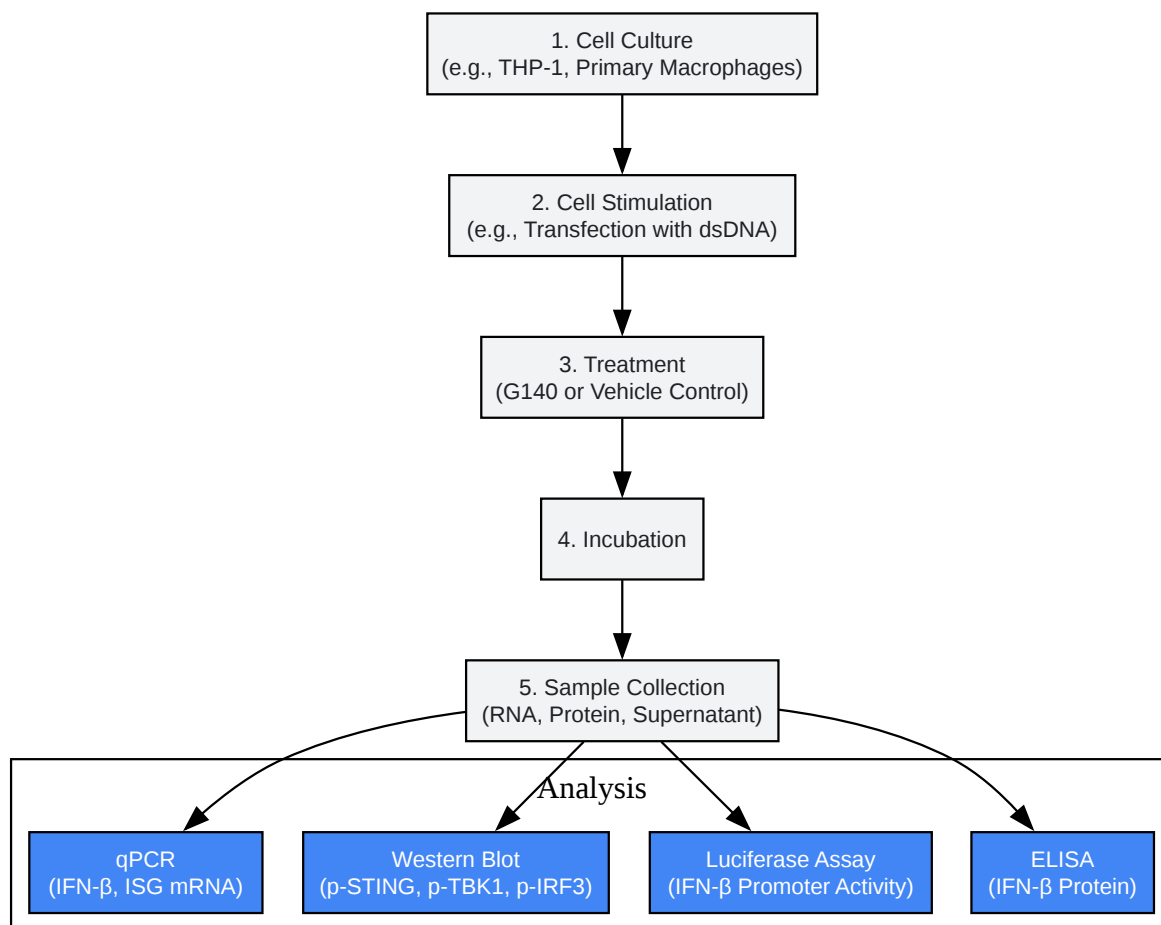 1. Cell Culture
(e.g., THP-1, Primary Macrophages)
2. Cell Stimulation
(e.g., Transfection with dsDNA)
3. Treatment
(G140 or Vehicle Control)
4. Incubation
5. Sample Collection
(RNA, Protein, Supernatant)
Analysis
qPCR
(IFN-β, ISG mRNA)
Western Blot
(p-STING, p-TBK1, p-IRF3)
Luciferase Assay
(IFN-β Promoter Activity)
ELISA
(IFN-β Protein)